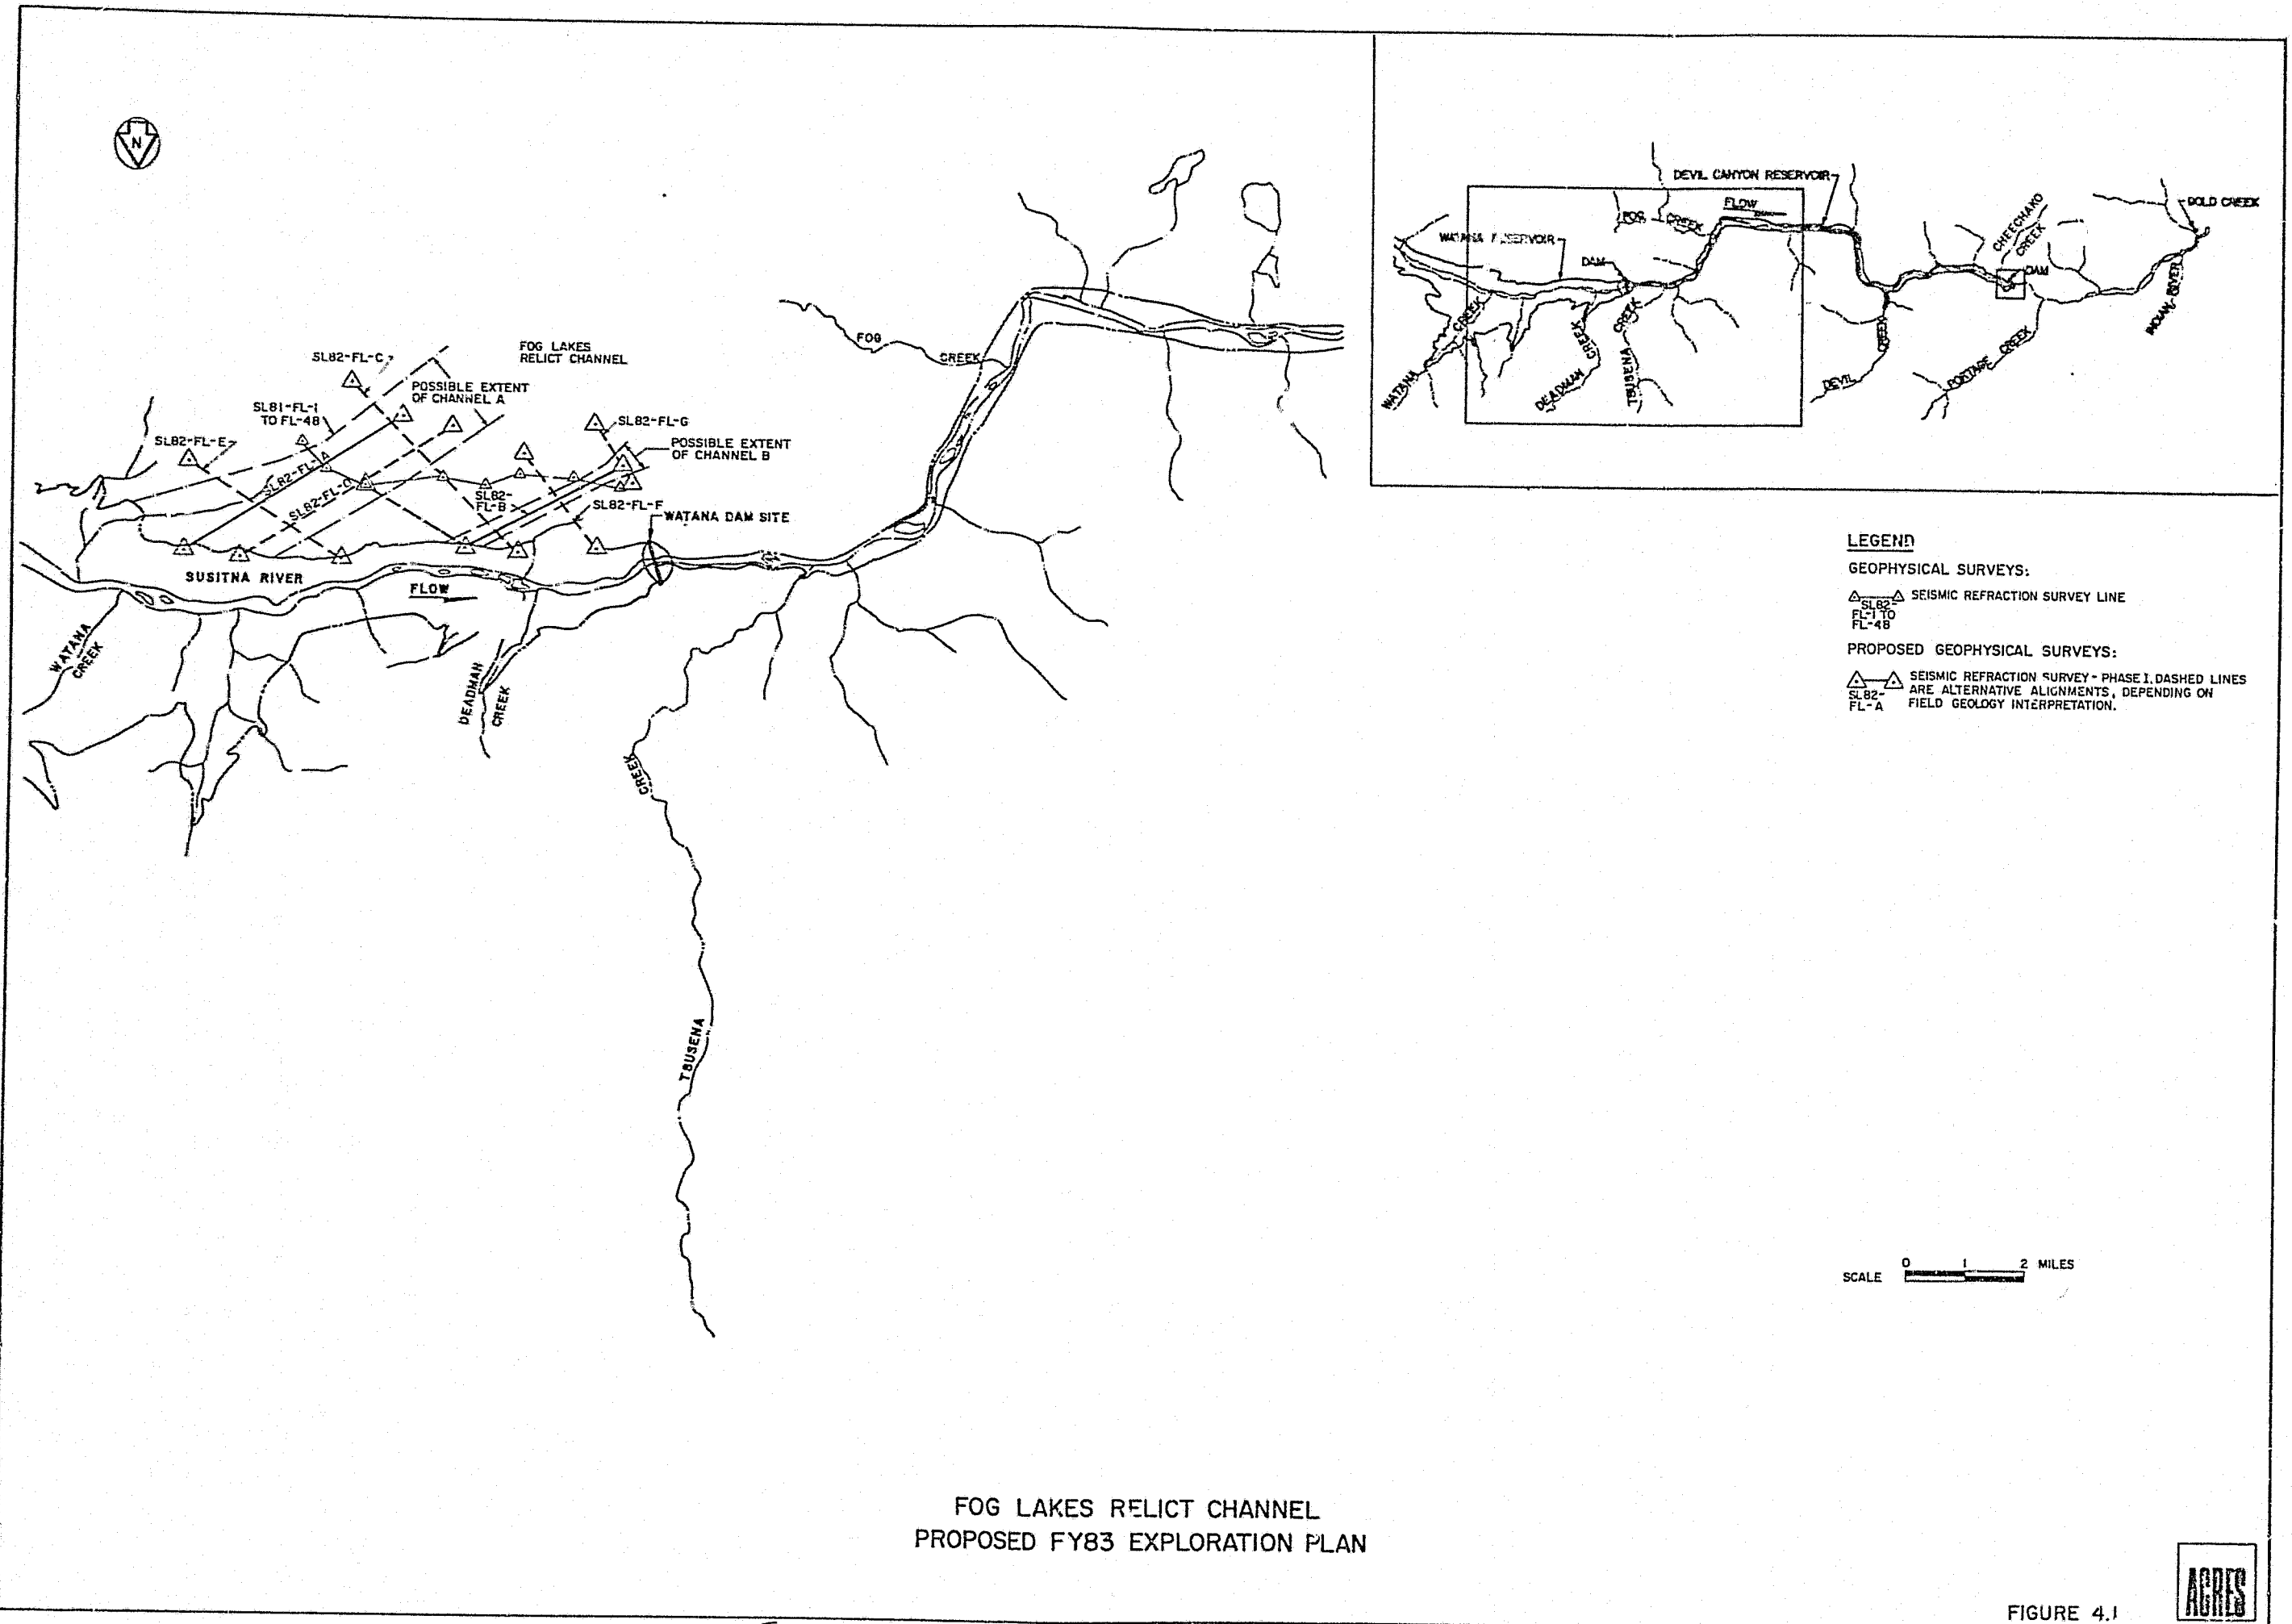 N
SL82-FL-C
FOG LAKES
RELICT CHANNEL
POSSIBLE EXTENT
OF CHANNEL A
SL81-FL-1
TO FL-48
SL82-FL-E
SL82-FL-A
SL82-FL-D
SL82-FL-G
POSSIBLE EXTENT
OF CHANNEL B
SL82-
FL-B
SL82-FL-F
WATANA DAM SITE
FOG
CREEK
SUSITNA RIVER
FLOW
WATANA
CREEK
DEADMAN
CREEK
CREEK
TSUSENA
DEVIL CANYON RESERVOIR
FLOW
FOG CREEK
WATANA RESERVOIR
DAM
CREEK
WATANA
CREEK
DEADMAN
CREEK
TSUSENA
CREEK
DEVIL
CHEECHAKO
CREEK
DAM
PORTAGE CREEK
GOLD CREEK
INDIAN RIVER
LEGEND
GEOPHYSICAL SURVEYS:
SEISMIC REFRACTION SURVEY LINE
SL82-
FL-1 TO
FL-48
PROPOSED GEOPHYSICAL SURVEYS:
SEISMIC REFRACTION SURVEY - PHASE I. DASHED LINES
ARE ALTERNATIVE ALIGNMENTS, DEPENDING ON
FIELD GEOLOGY INTERPRETATION.
SL82-
FL-A
SCALE 0 1 2 MILES
FOG LAKES RELICT CHANNEL
PROPOSED FY83 EXPLORATION PLAN
FIGURE 4.1
ACRES